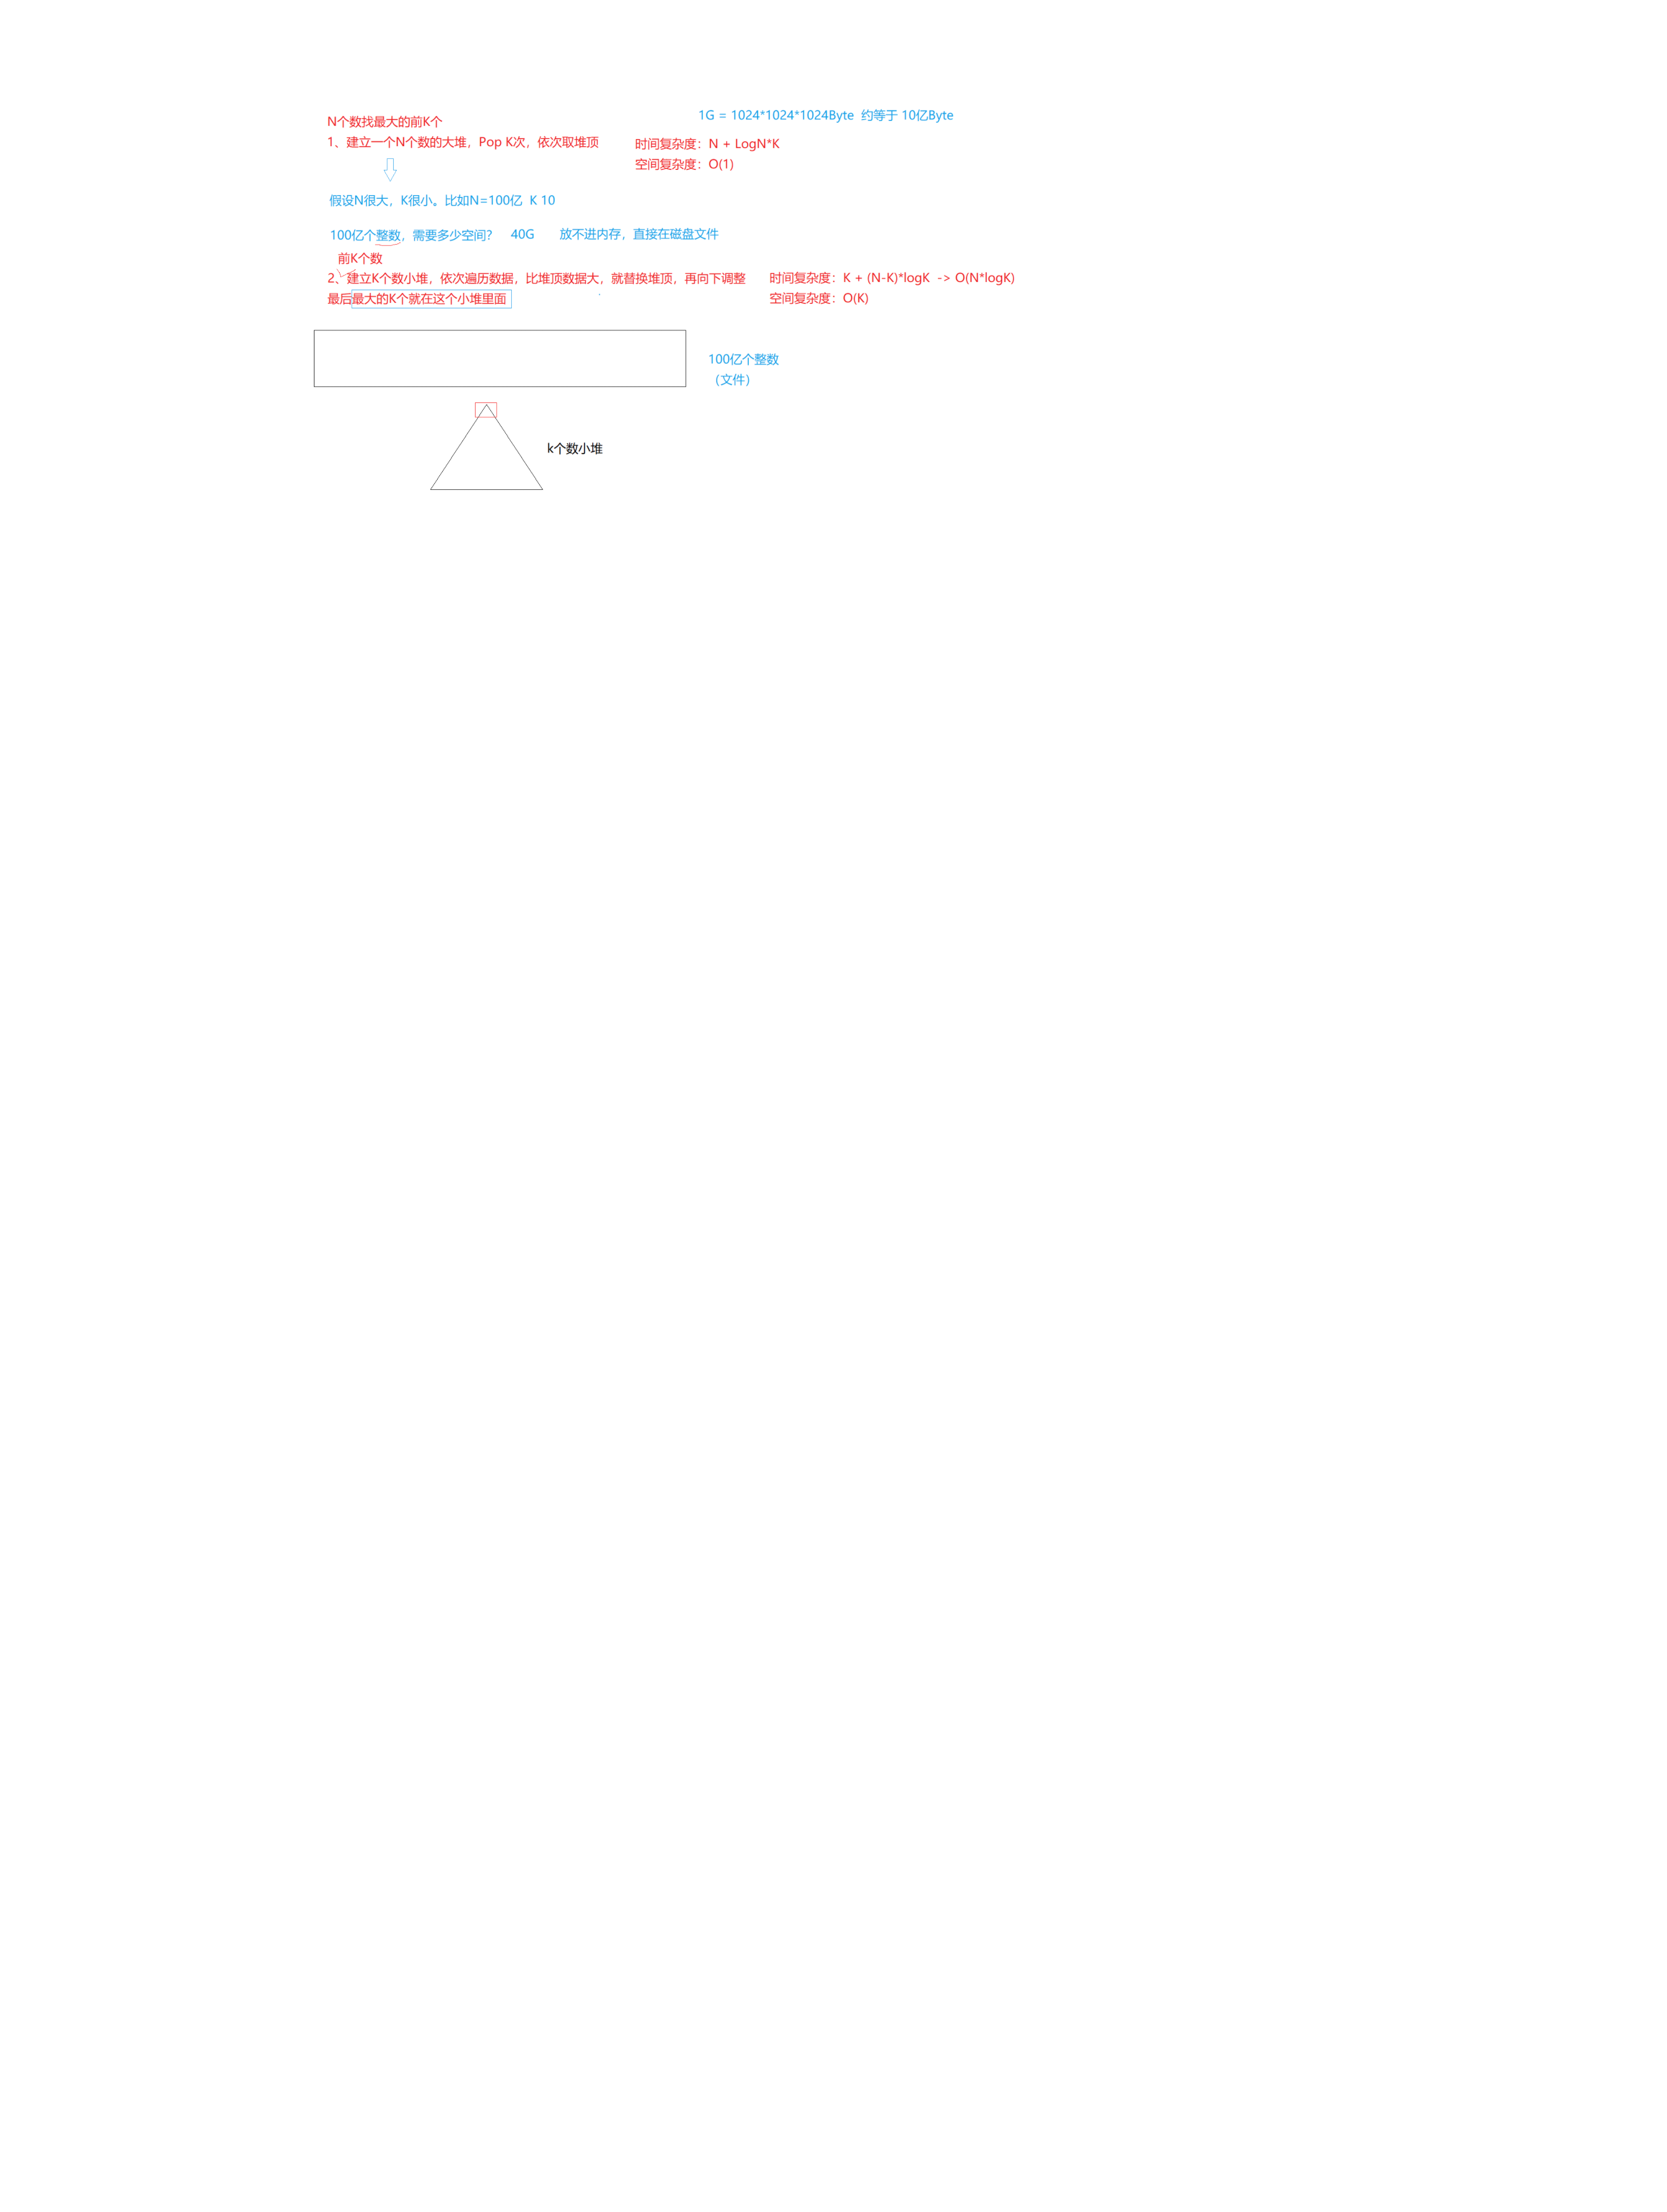 1G = 1024*1024*1024Byte 约等于 10亿Byte
N个数找最大的前K个
1、建立一个N个数的大堆，Pop K次，依次取堆顶
时间复杂度：N + LogN*K
空间复杂度：O(1)
假设N很大，K很小。比如N=100亿 K 10
100亿个整数，需要多少空间？ 40G 放不进内存，直接在磁盘文件
前K个数
2、建立K个数小堆，依次遍历数据，比堆顶数据大，就替换堆顶，再向下调整
最后最大的K个就在这个小堆里面
时间复杂度：K + (N-K)*logK -> O(N*logK)
空间复杂度：O(K)
100亿个整数
（文件）
k个数小堆